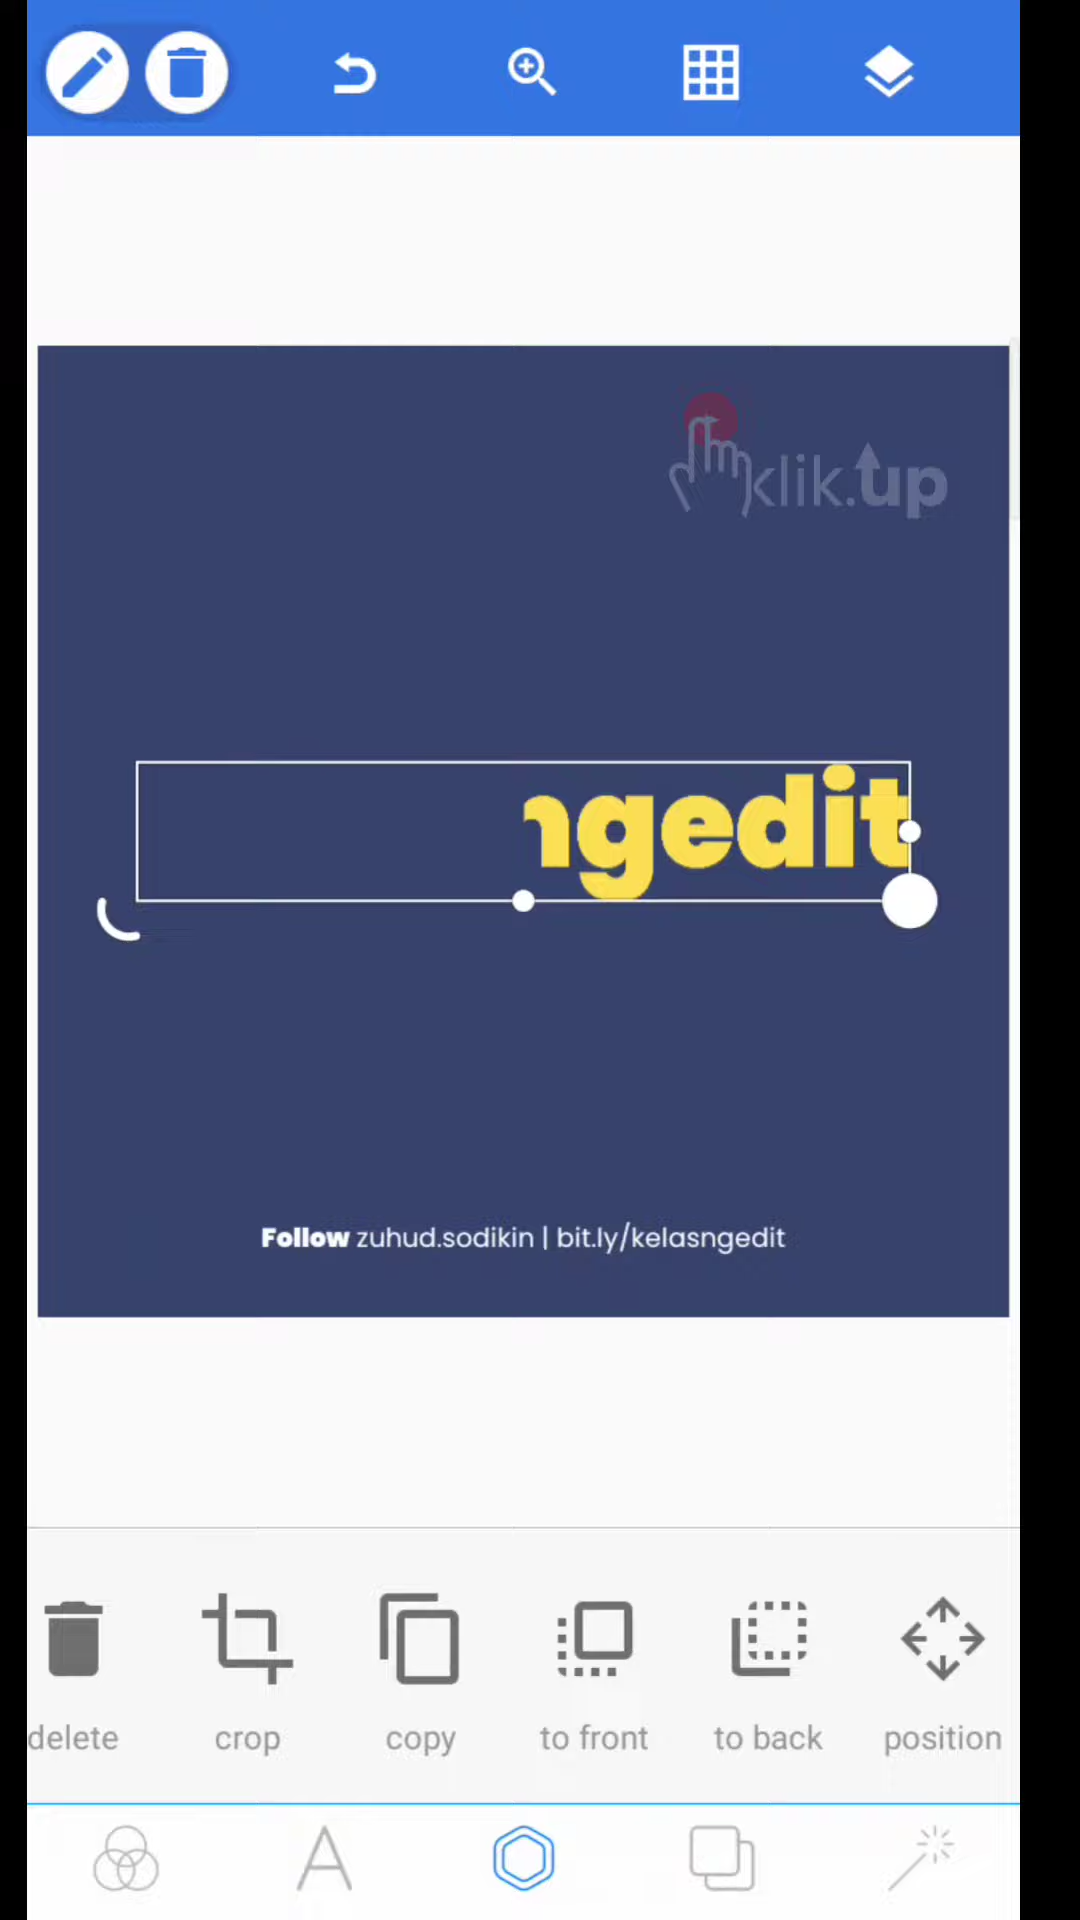 klik.up
ngedit
Follow zuhud.sodikin | bit.ly/kelasngedit
delete crop copy to front to back position